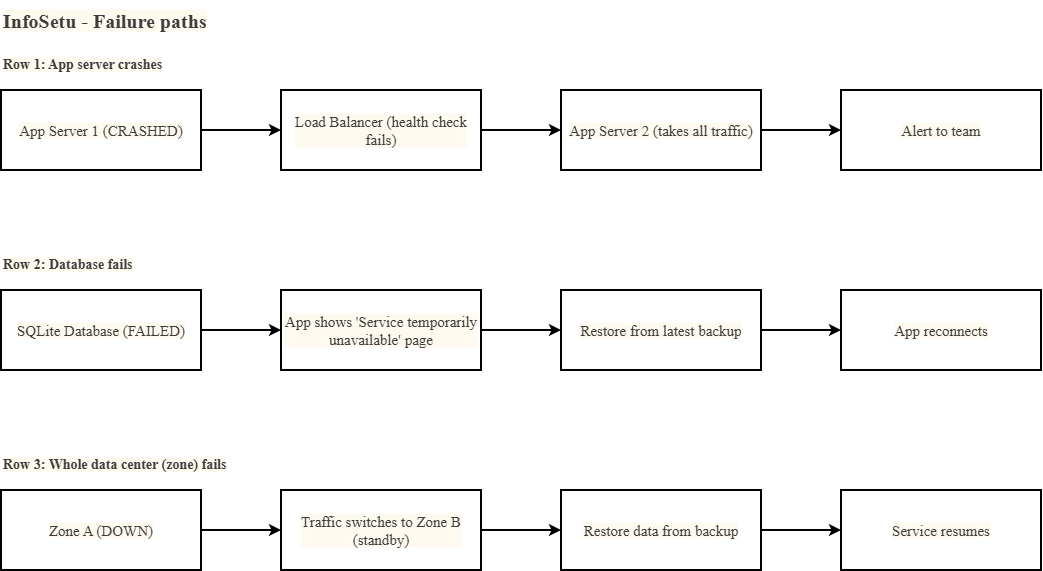 InfoSetu - Failure paths
Row 1: App server crashes
App Server 1 (CRASHED)
Load Balancer (health check
fails)
App Server 2 (takes all traffic)
Alert to team
Row 2: Database fails
SQLite Database (FAILED)
App shows 'Service temporarily
unavailable' page
Restore from latest backup
App reconnects
Row 3: Whole data center (zone) fails
Zone A (DOWN)
Traffic switches to Zone B
(standby)
Restore data from backup
Service resumes